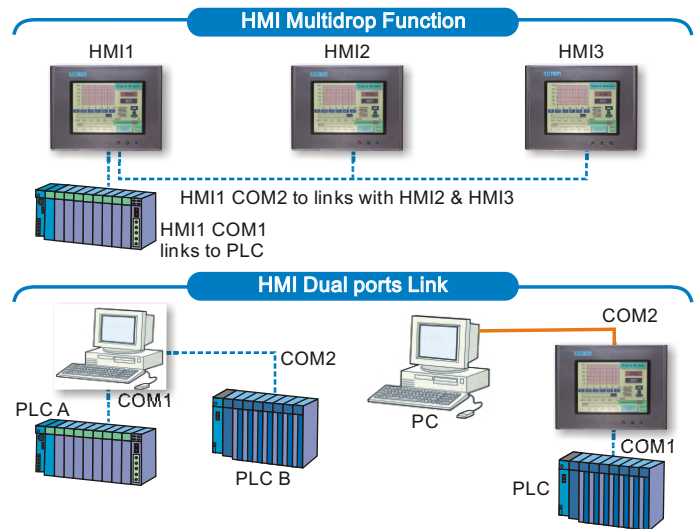 HMI Multidrop Function
HMI1
HMI2
HMI3
HMI1 COM2 to links with HMI2 & HMI3
HMI1 COM1
links to PLC
HMI Dual ports Link
COM2
COM1
PLC A
PLC B
COM2
PC
COM1
PLC